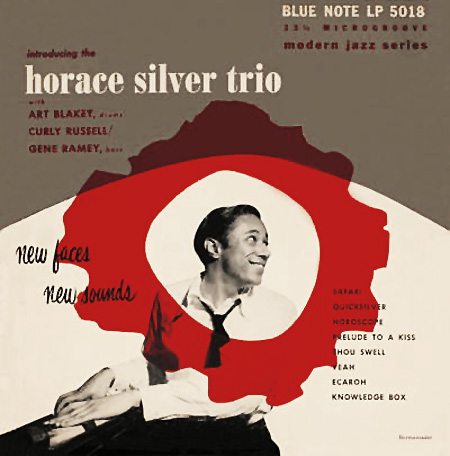 BLUE NOTE LP 5018
33⅓ MICROGROOVE
modern jazz series
introducing the
horace silver trio
with
ART BLAKEY, drums
CURLY RUSSELL/
GENE RAMEY, bass
new faces
new sounds
SAFARI
QUICKSILVER
HOROSCOPE
PRELUDE TO A KISS
THOU SWELL
YEAH
ECAROH
KNOWLEDGE BOX